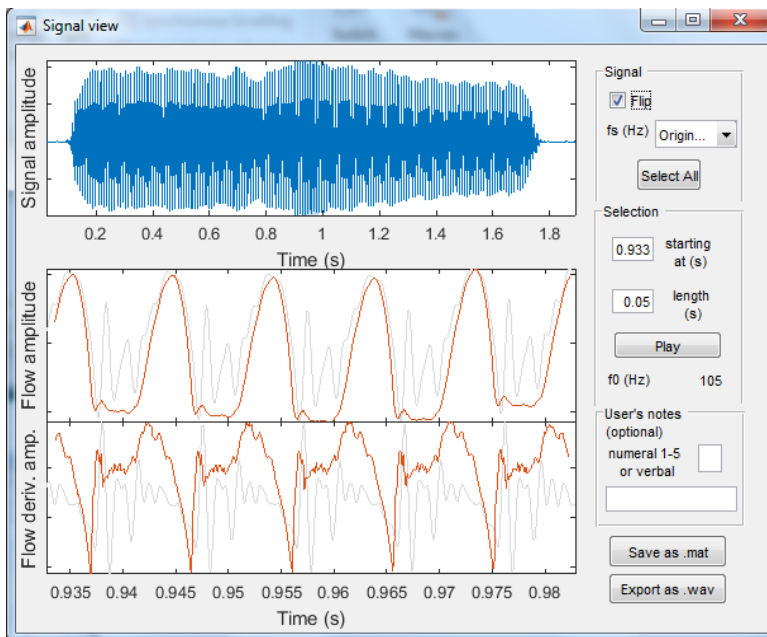 Signal view
Signal amplitude
0.2 0.4 0.6 0.8 1 1.2 1.4 1.6 1.8
Time (s)
Flow amplitude
Flow deriv. amp.
0.935 0.94 0.945 0.95 0.955 0.96 0.965 0.97 0.975 0.98
Time (s)
Signal
Flip
fs (Hz) Origin...
Select All
Selection
0.933 starting
at (s)
0.05 length
(s)
Play
f0 (Hz) 105
User's notes
(optional)
numeral 1-5
or verbal
Save as .mat
Export as .wav